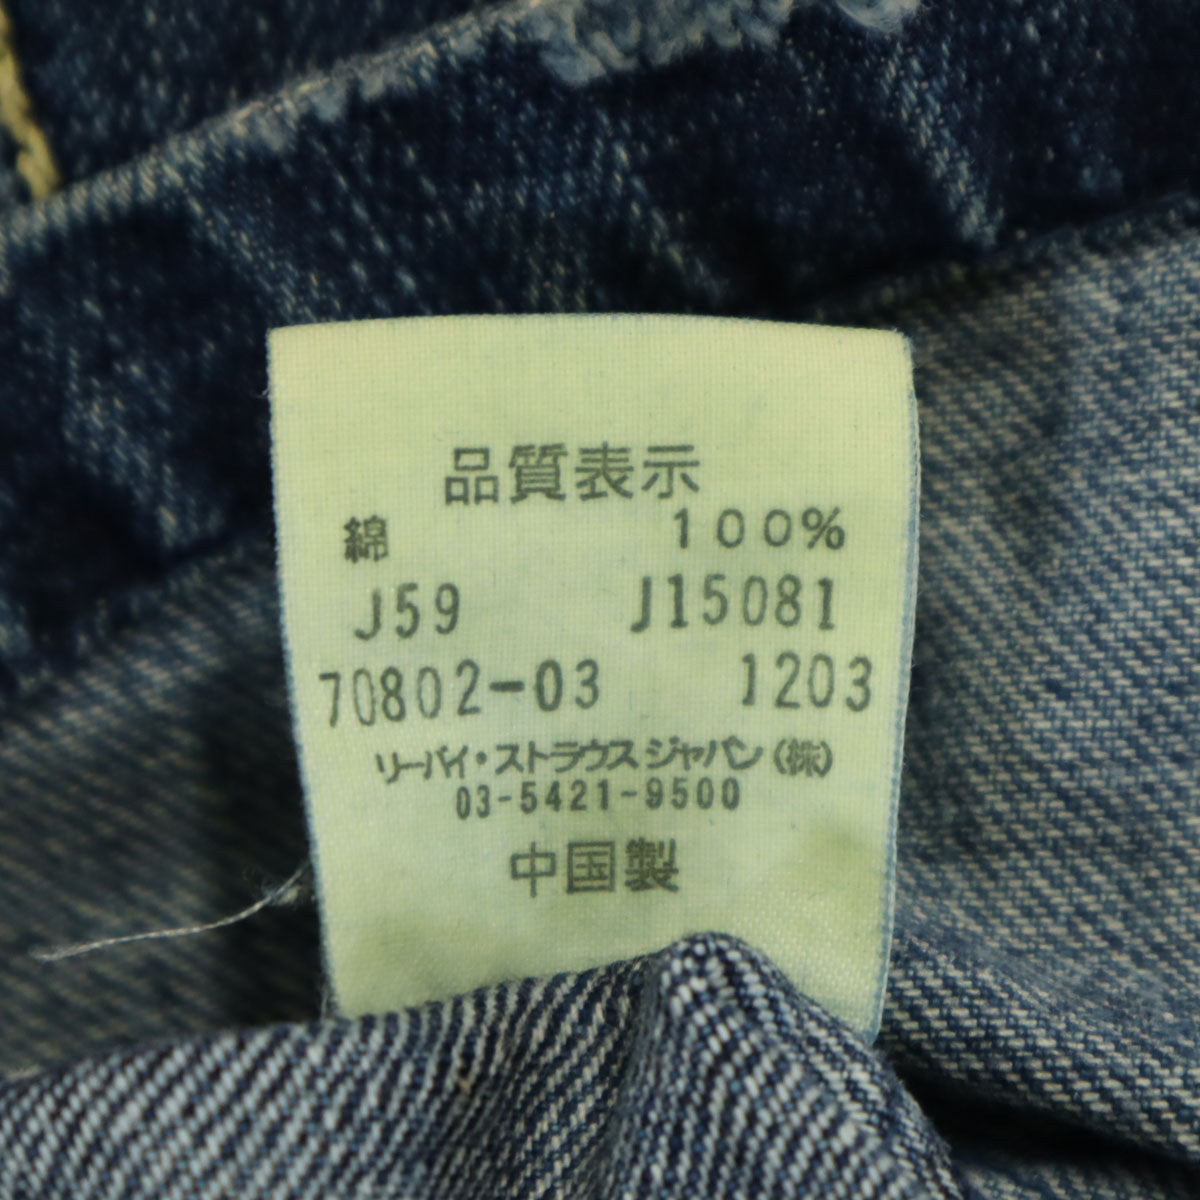 品質表示
綿 100%
J59 J15081
70802-03 1203
リーバイ・ストラウス ジャパン(株)
03-5421-9500
中国製